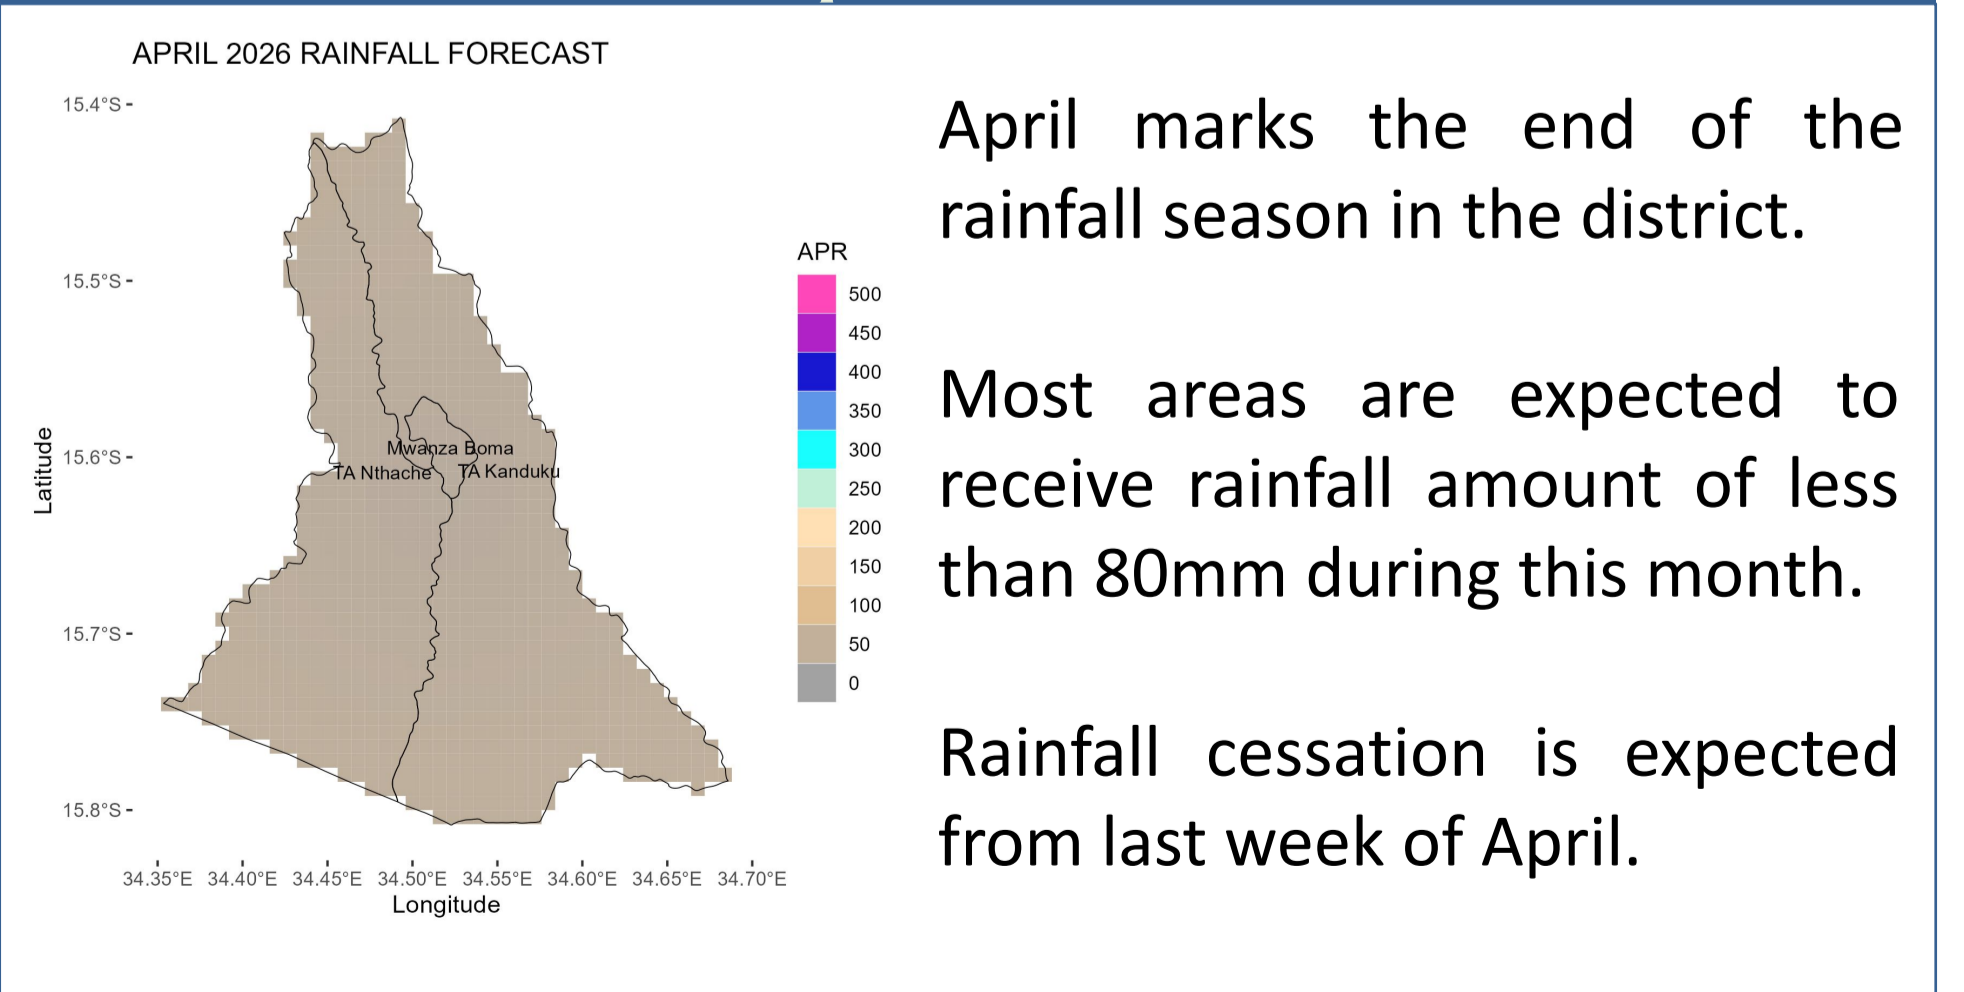 APRIL 2026 RAINFALL FORECAST
15.4°S
15.5°S
15.6°S
15.7°S
15.8°S
Latitude
Mwanza Boma
TA Nthache
TA Kanduku
34.35°E 34.40°E 34.45°E 34.50°E 34.55°E 34.60°E 34.65°E 34.70°E
Longitude
APR
500
450
400
350
300
250
200
150
100
50
0
April marks the end of the
rainfall season in the district.
Most areas are expected to
receive rainfall amount of less
than 80mm during this month.
Rainfall cessation is expected
from last week of April.